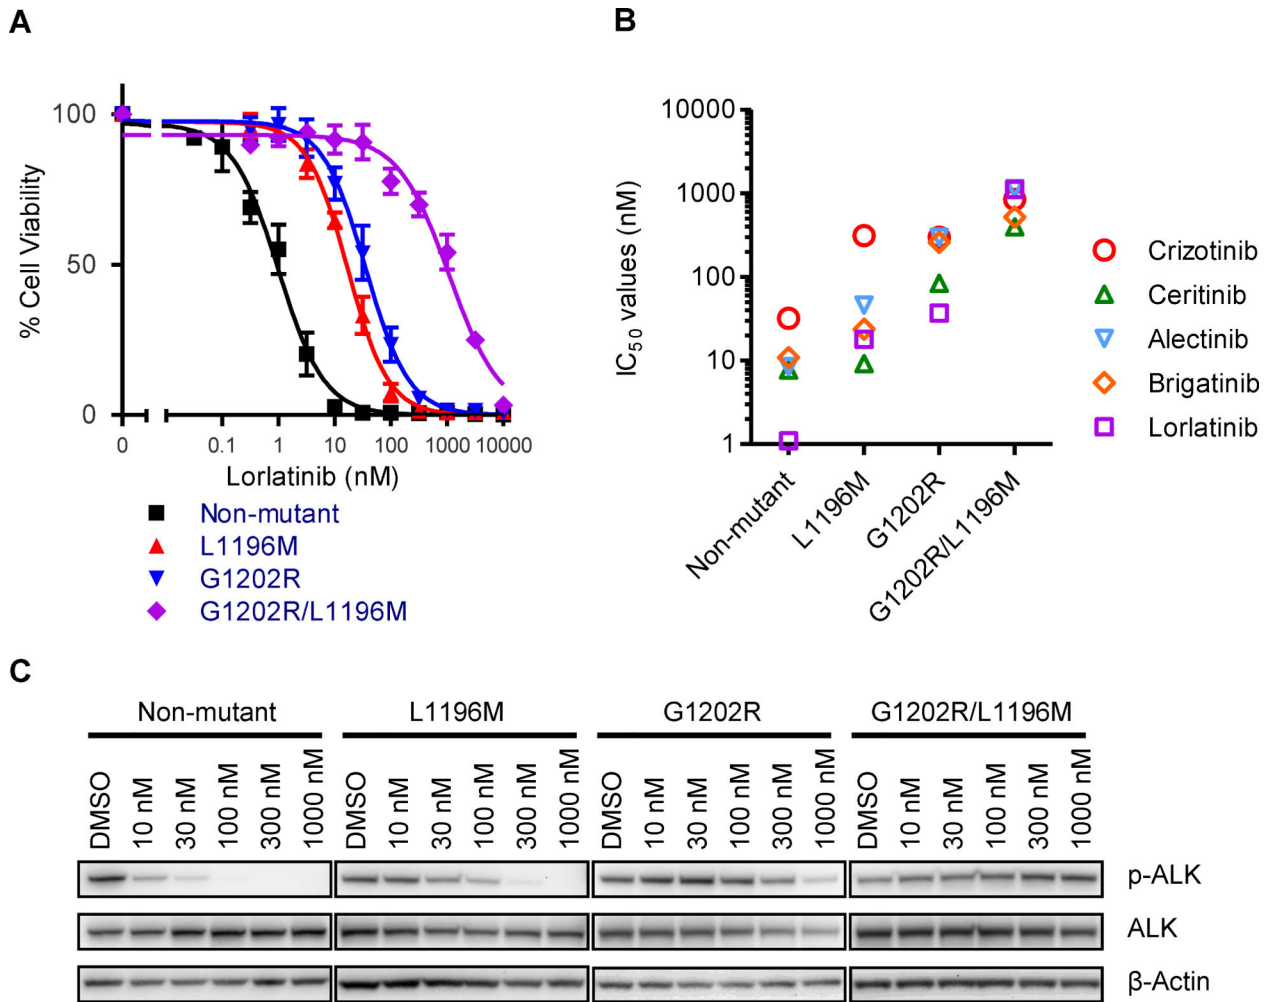 A
100
50
0
% Cell Viability
0
0.1
1
10
100
1000
10000
Lorlatinib (nM)
Non-mutant
L1196M
G1202R
G1202R/L1196M
B
10000
1000
100
10
1
IC50 values (nM)
Non-mutant
L1196M
G1202R
G1202R/L1196M
Crizotinib
Ceritinib
Alectinib
Brigatinib
Lorlatinib
C
Non-mutant
L1196M
G1202R
G1202R/L1196M
DMSO
10 nM
30 nM
100 nM
300 nM
1000 nM
DMSO
10 nM
30 nM
100 nM
300 nM
1000 nM
DMSO
10 nM
30 nM
100 nM
300 nM
1000 nM
DMSO
10 nM
30 nM
100 nM
300 nM
1000 nM
p-ALK
ALK
β-Actin